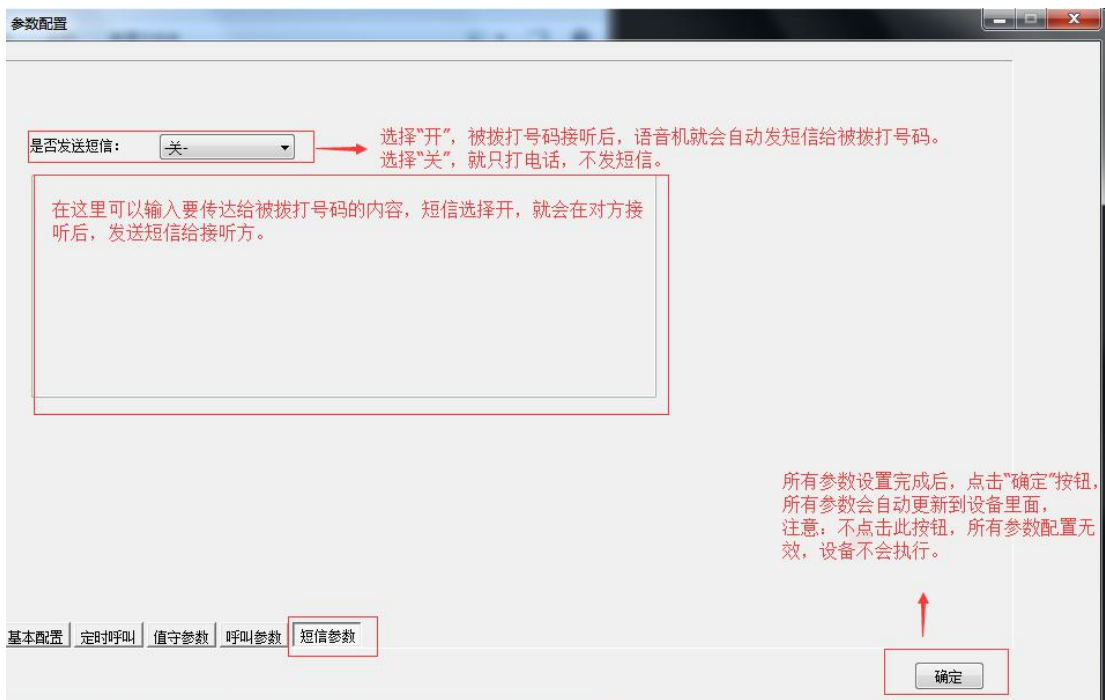 参数配置
是否发送短信：
-关-
选择“开”，被拨打号码接听后，语音机就会自动发短信给被拨打号码。
选择“关”，就只打电话，不发短信。
在这里可以输入要传达给被拨打号码的内容，短信选择开，就会在对方接
听后，发送短信给接听方。
所有参数设置完成后，点击“确定”按钮，
所有参数会自动更新到设备里面，
注意：不点击此按钮，所有参数配置无
效，设备不会执行。
基本配置 定时呼叫 值守参数 呼叫参数 短信参数
确定